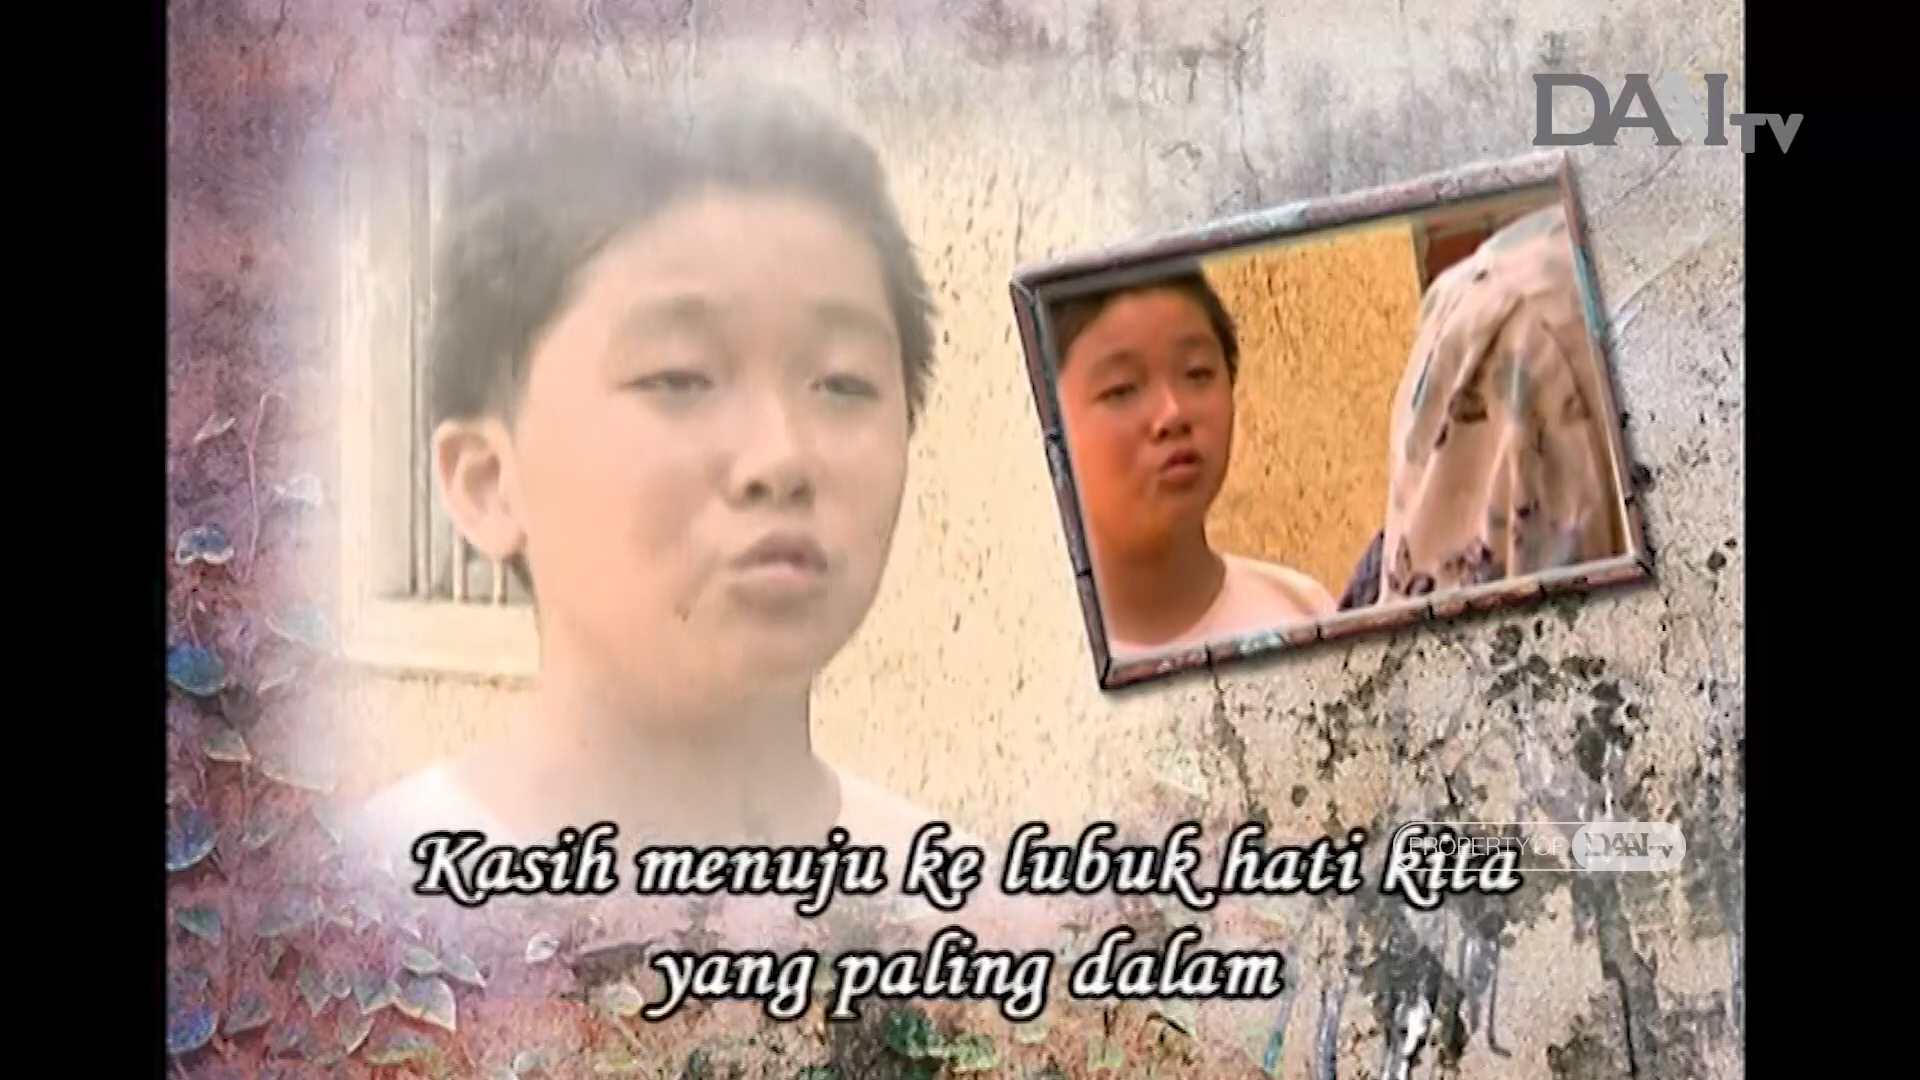 DAAI TV
PROPERTY OF DAAI TV
Kasih menuju ke lubuk hati kita
yang paling dalam